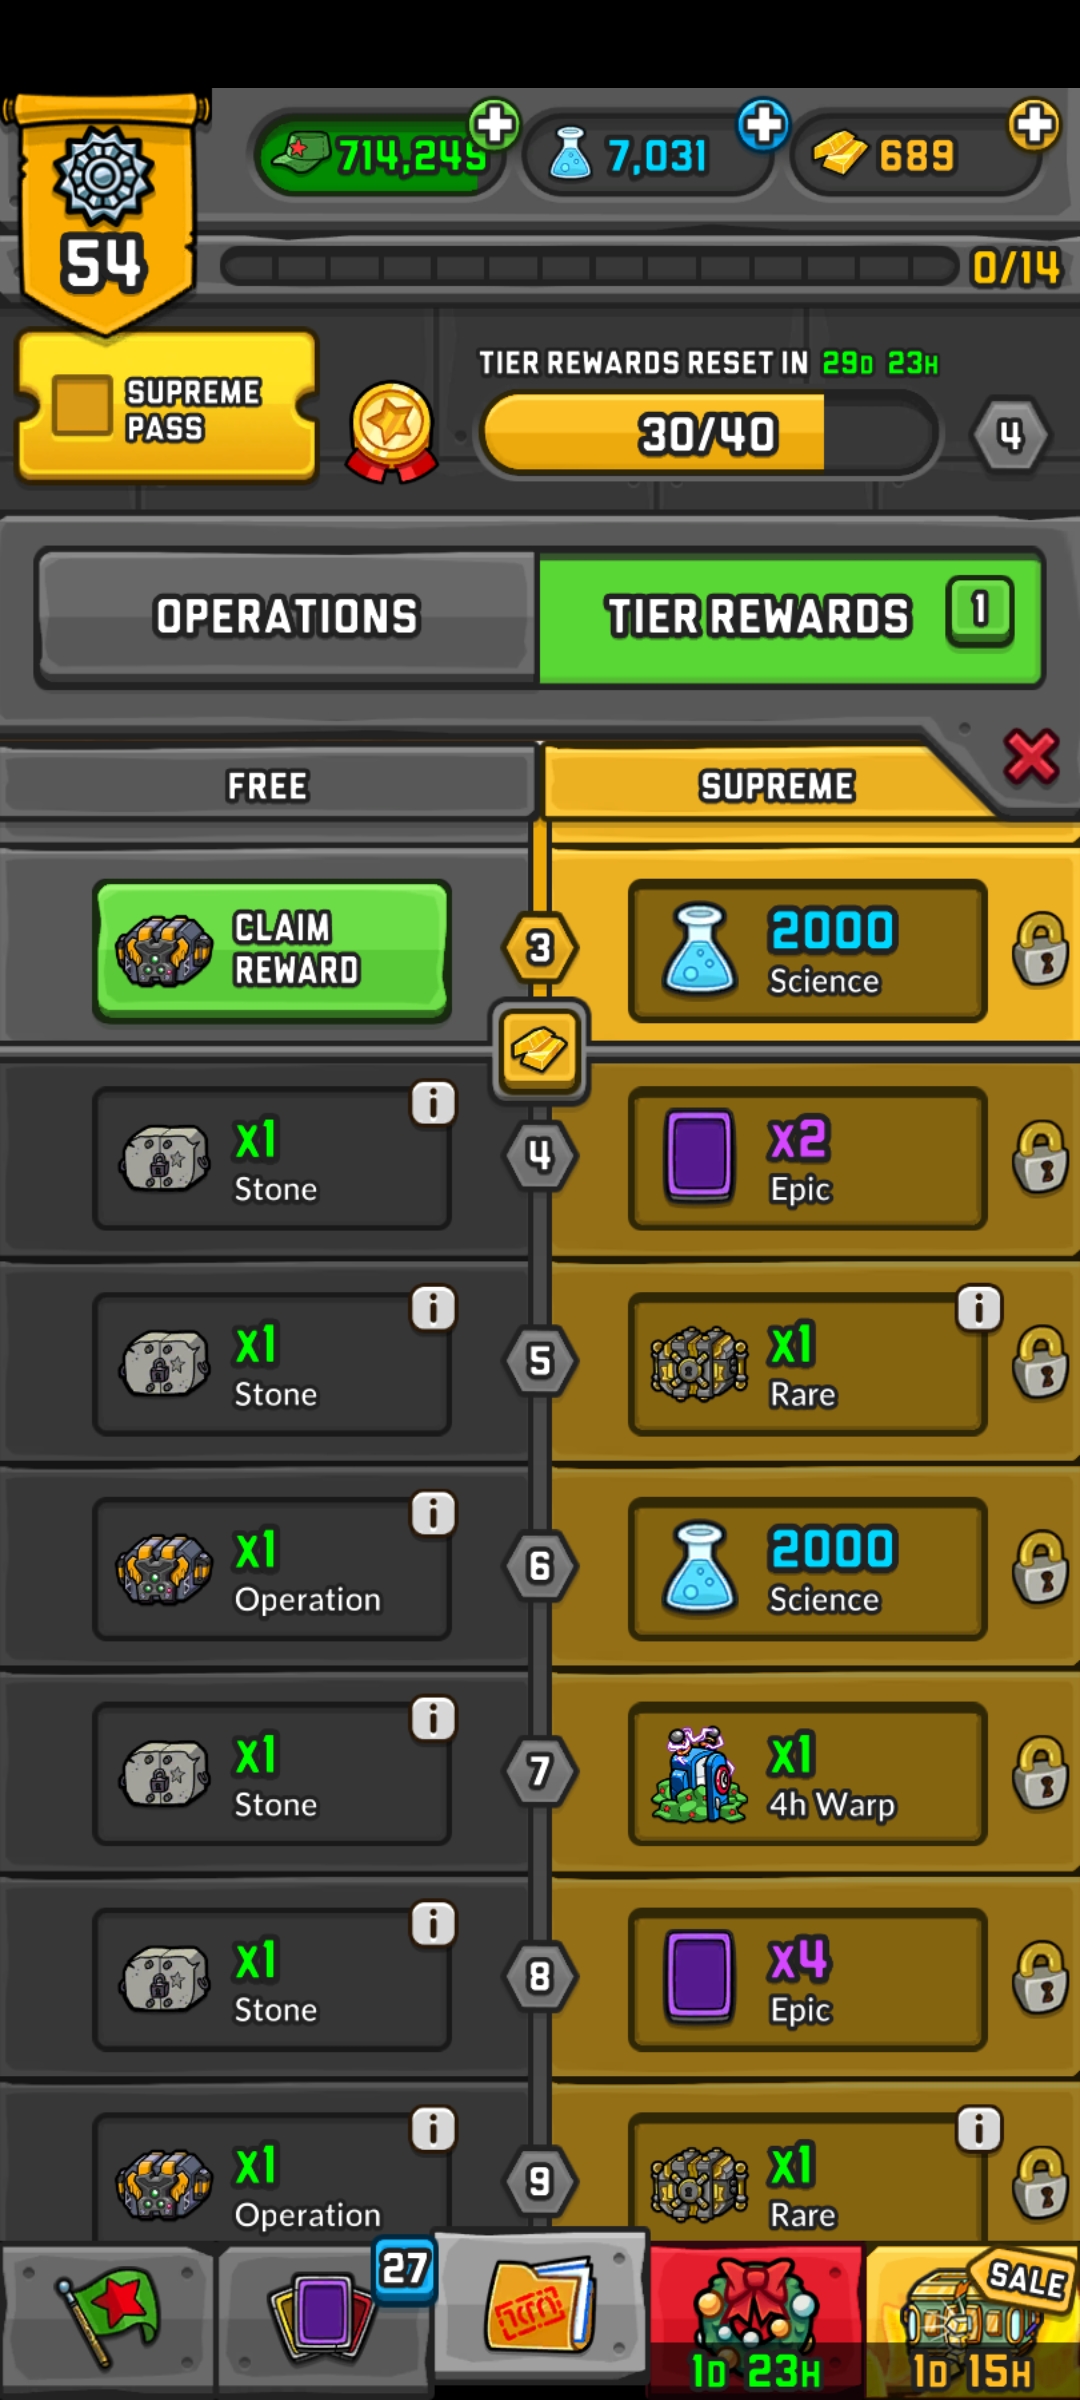 714,249
7,031
689
54
0/14
SUPREME
PASS
TIER REWARDS RESET IN 29D 23H
30/40
4
OPERATIONS
TIER REWARDS
1
FREE
SUPREME
CLAIM
REWARD
3
2000
Science
X1
Stone
4
X2
Epic
X1
Stone
5
X1
Rare
X1
Operation
6
2000
Science
X1
Stone
7
X1
4h Warp
X1
Stone
8
X4
Epic
X1
Operation
9
X1
Rare
27
1D 23H
SALE
1D 15H